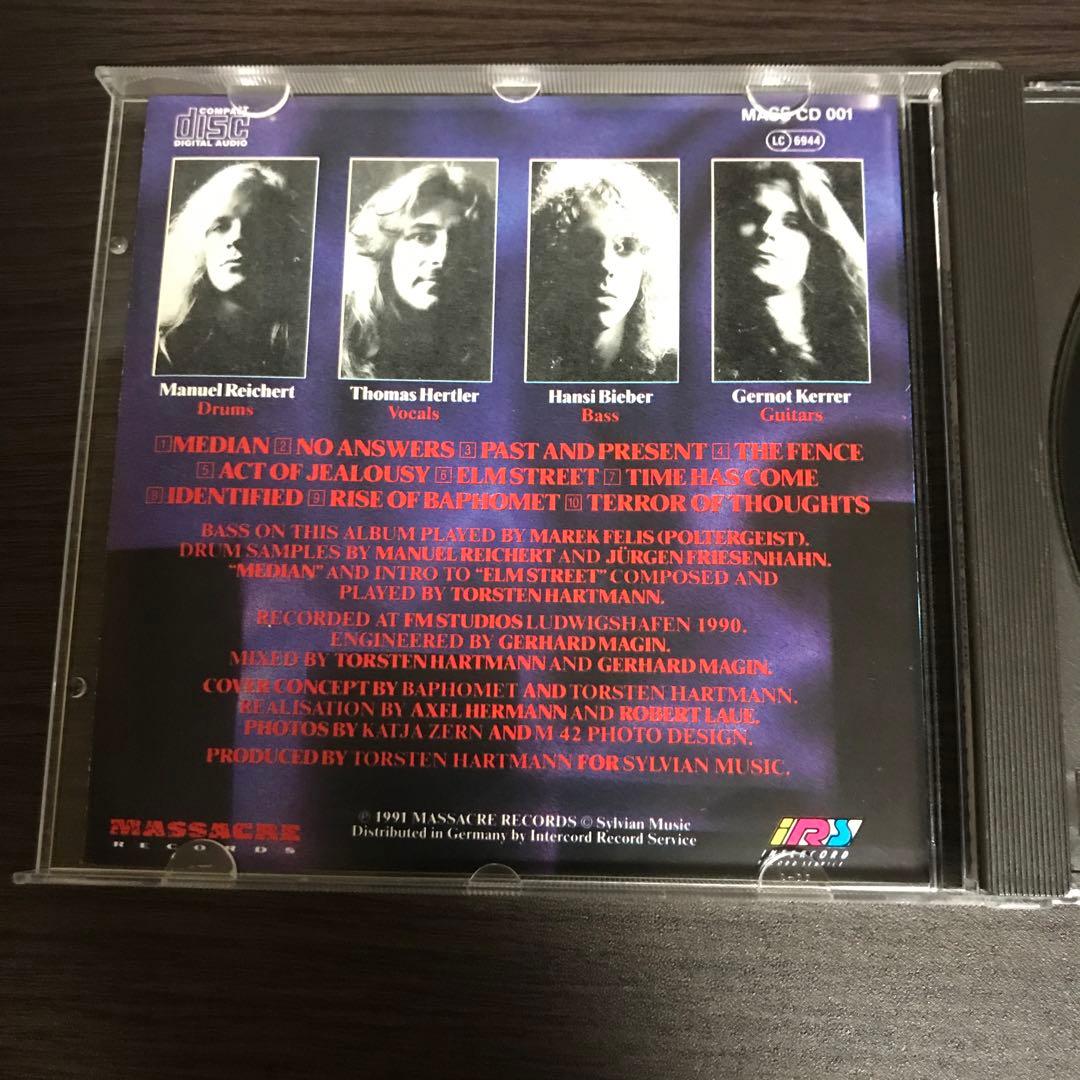 COMPACT
disc
DIGITAL AUDIO
MASS CD 001
LC 6944
Manuel Reichert
Drums
Thomas Hertler
Vocals
Hansi Bieber
Bass
Gernot Kerrer
Guitars
1 MEDIAN 2 NO ANSWERS 3 PAST AND PRESENT 4 THE FENCE
5 ACT OF JEALOUSY 6 ELM STREET 7 TIME HAS COME
8 IDENTIFIED 9 RISE OF BAPHOMET 10 TERROR OF THOUGHTS
BASS ON THIS ALBUM PLAYED BY MAREK FELIS (POLTERGEIST).
DRUM SAMPLES BY MANUEL REICHERT AND JÜRGEN FRIESENHAHN.
"MEDIAN" AND INTRO TO "ELM STREET" COMPOSED AND
PLAYED BY TORSTEN HARTMANN.
RECORDED AT FM STUDIOS LUDWIGSHAFEN 1990.
ENGINEERED BY GERHARD MAGIN.
MIXED BY TORSTEN HARTMANN AND GERHARD MAGIN.
COVER CONCEPT BY BAPHOMET AND TORSTEN HARTMANN.
REALISATION BY AXEL HERMANN AND ROBERT LAUE.
PHOTOS BY KATJA ZERN AND M 42 PHOTO DESIGN.
PRODUCED BY TORSTEN HARTMANN FOR SYLVIAN MUSIC.
℗ 1991 MASSACRE RECORDS © Sylvian Music
Distributed in Germany by Intercord Record Service
MASSACRE
RECORDS
IRS
INTERCORD
RECORD SERVICE